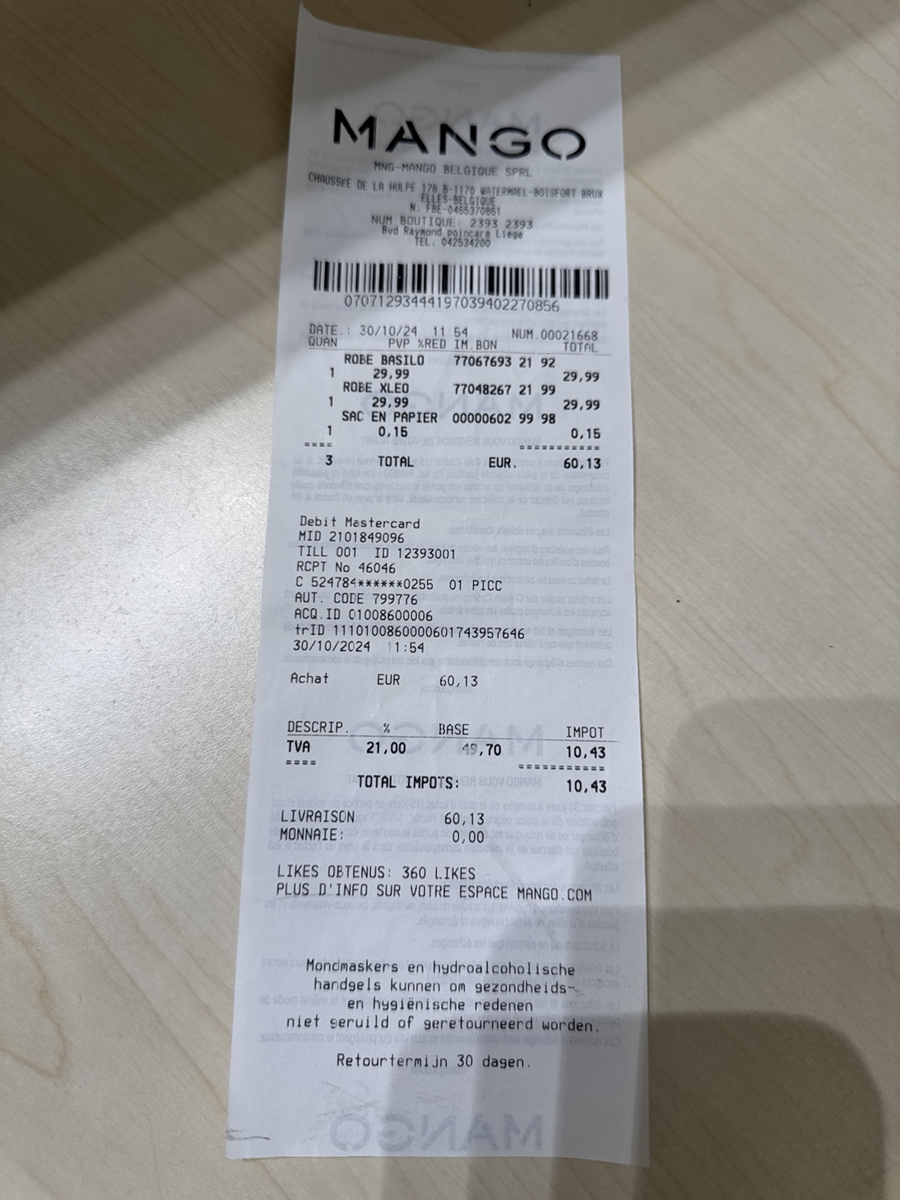 MANGO
MNG-MANGO BELGIQUE SPRL
CHAUSSéE DE LA HULPE 178 B-1170 WATERMAEL-BOISFORT BRUX
ELLES-BELGIQUE
N. FBE-0465370861
NUM BOUTIQUE: 2393 2393
Bvd Raymond poincaré Liege
TEL. 042534200
07071293444197039402270856
DATE.: 30/10/24 11:54 NUM.00021668
QUAN PVP %RED IM.BON TOTAL
ROBE BASILO 77067693 21 92
1 29,99 29,99
ROBE XLEO 77048267 21 99
1 29,99 29,99
SAC EN PAPIER 00000602 99 98
1 0,15 0,15
==== ===========
3 TOTAL EUR. 60,13
Debit Mastercard
MID 2101849096
TILL 001 ID 12393001
RCPT No 46046
C 524784******0255 01 PICC
AUT. CODE 799776
ACQ.ID 01008600006
trID 1110100860000601743957646
30/10/2024 11:54
Achat EUR 60,13
DESCRIP. % BASE IMPOT
TVA 21,00 49,70 10,43
==== ===========
TOTAL IMPOTS: 10,43
LIVRAISON 60,13
MONNAIE: 0,00
LIKES OBTENUS: 360 LIKES
PLUS D'INFO SUR VOTRE ESPACE MANGO.COM
Mondmaskers en hydroalcoholische
handgels kunnen om gezondheids-
en hygiënische redenen
niet geruild of geretourneerd worden.
Retourtermijn 30 dagen.